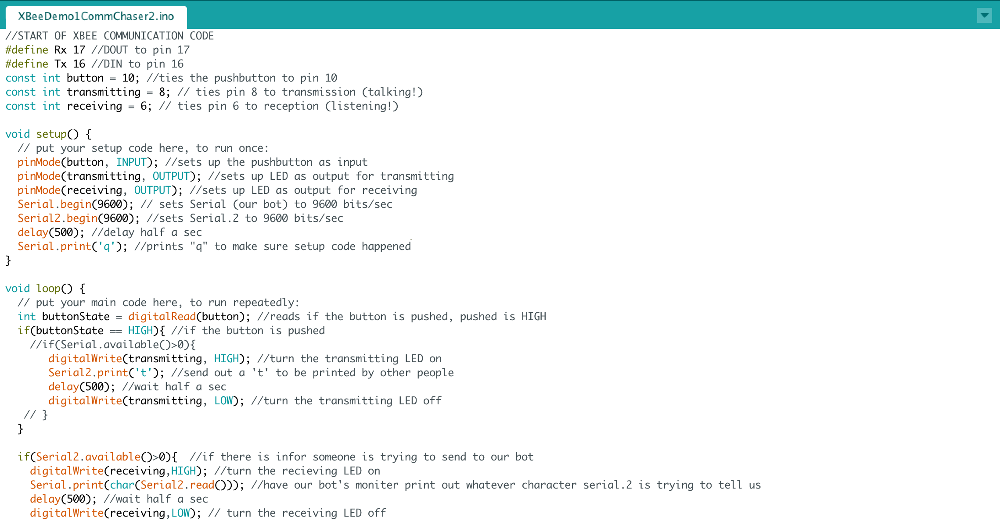 XBeeDemo1CommChaser2.ino
//START OF XBEE COMMUNICATION CODE
#define Rx 17 //DOUT to pin 17
#define Tx 16 //DIN to pin 16
const int button = 10; //ties the pushbutton to pin 10
const int transmitting = 8; // ties pin 8 to transmission (talking!)
const int receiving = 6; // ties pin 6 to reception (listening!)

void setup() {
  // put your setup code here, to run once:
  pinMode(button, INPUT); //sets up the pushbutton as input
  pinMode(transmitting, OUTPUT); //sets up LED as output for transmitting
  pinMode(receiving, OUTPUT); //sets up LED as output for receiving
  Serial.begin(9600); // sets Serial (our bot) to 9600 bits/sec
  Serial2.begin(9600); //sets Serial.2 to 9600 bits/sec
  delay(500); //delay half a sec
  Serial.print('q'); //prints "q" to make sure setup code happened
}

void loop() {
  // put your main code here, to run repeatedly:
  int buttonState = digitalRead(button); //reads if the button is pushed, pushed is HIGH
  if(buttonState == HIGH){ //if the button is pushed
    //if(Serial.available()>0){
       digitalWrite(transmitting, HIGH); //turn the transmitting LED on
       Serial2.print('t'); //send out a 't' to be printed by other people
       delay(500); //wait half a sec
       digitalWrite(transmitting, LOW); //turn the transmitting LED off
   // }
  }

  if(Serial2.available()>0){  //if there is infor someone is trying to send to our bot
    digitalWrite(receiving,HIGH); //turn the recieving LED on
    Serial.print(char(Serial2.read())); //have our bot's moniter print out whatever character serial.2 is trying to tell us
    delay(500); //wait half a sec
    digitalWrite(receiving,LOW); // turn the receiving LED off